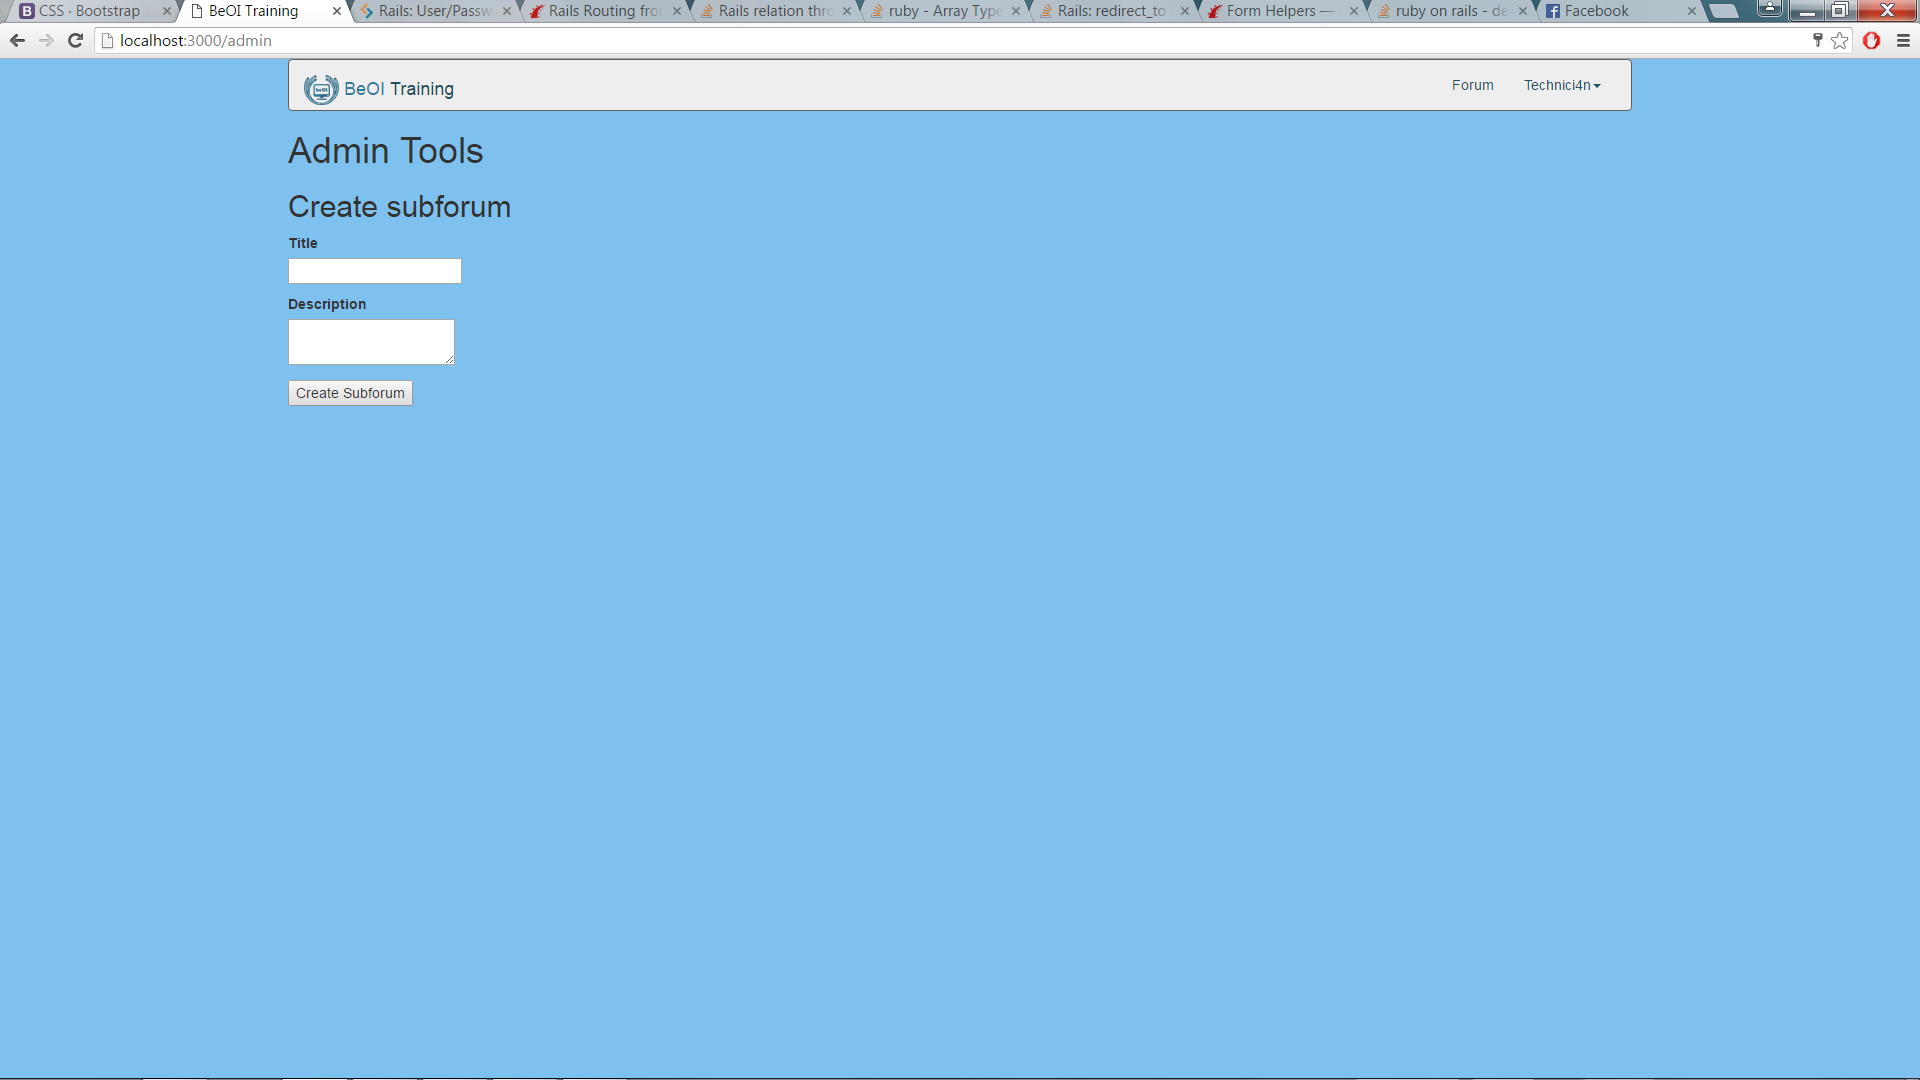 CSS · Bootstrap
BeOI Training
Rails: User/Passw
Rails Routing fro
Rails relation thro
ruby - Array Type
Rails: redirect_to
Form Helpers —
ruby on rails - de
Facebook
localhost:3000/admin
BeOI Training
Forum
Technici4n
Admin Tools
Create subforum
Title
Description
Create Subforum